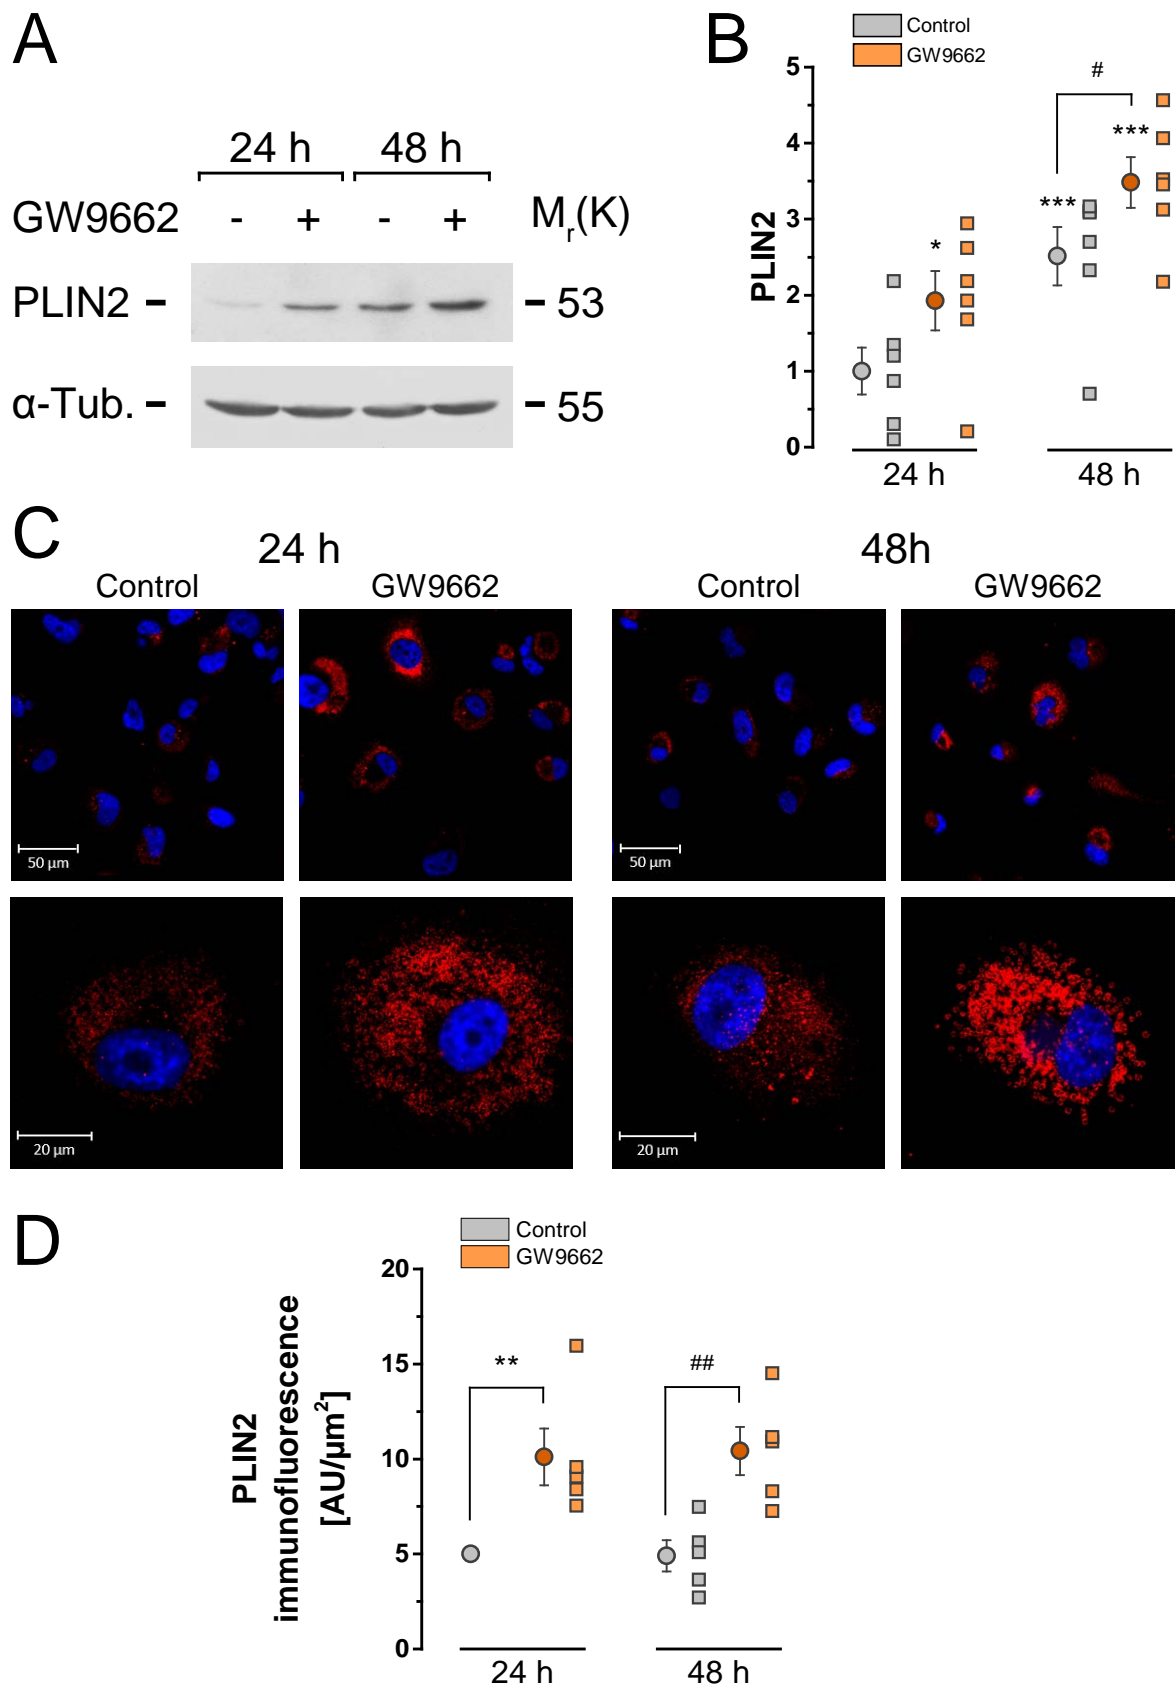 A
24 h 48 h
GW9662 - + - + Mr(K)
PLIN2 – – 53
α-Tub. – – 55
B
Control
GW9662
PLIN2
5
4
3
2
1
0
#
***
***
*
24 h 48 h
C
24 h 48h
Control GW9662 Control GW9662
50 µm 50 µm
20 µm 20 µm
D
Control
GW9662
PLIN2
immunofluorescence
[AU/µm²]
20
15
10
5
0
** ##
24 h 48 h